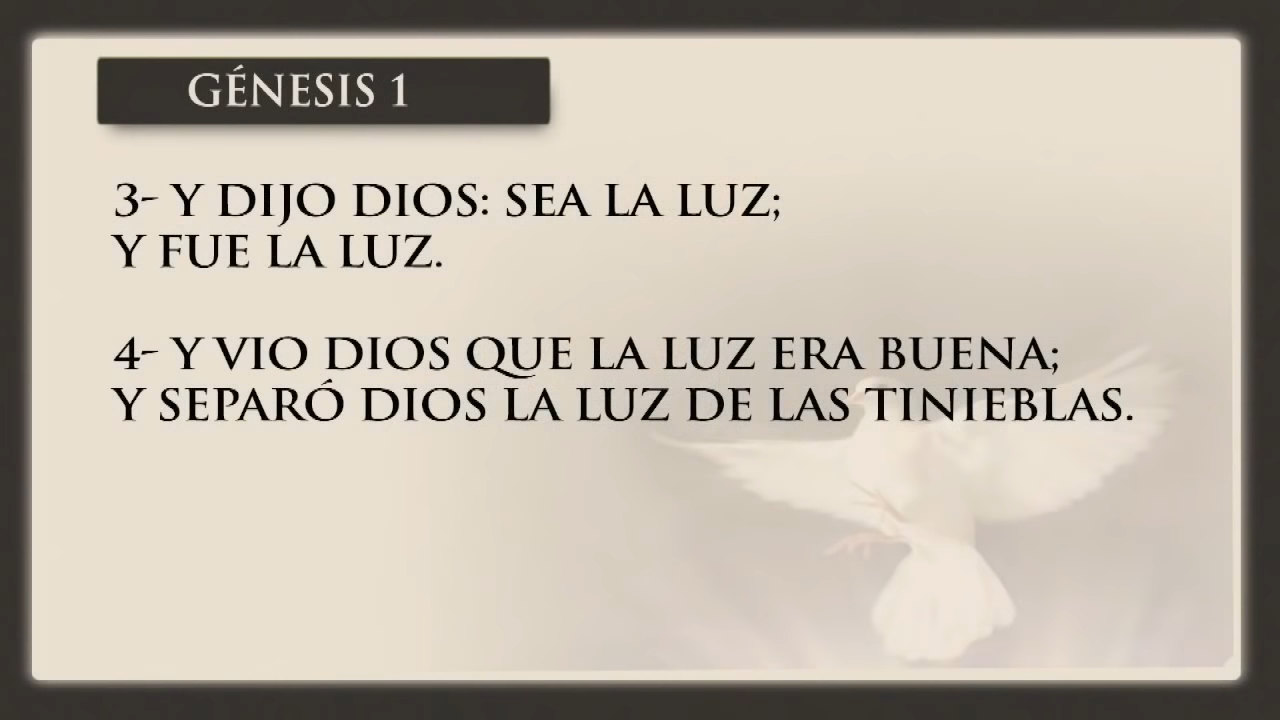 GÉNESIS 1
3- Y DIJO DIOS: SEA LA LUZ;
Y FUE LA LUZ.
4- Y VIO DIOS QUE LA LUZ ERA BUENA;
Y SEPARÓ DIOS LA LUZ DE LAS TINIEBLAS.